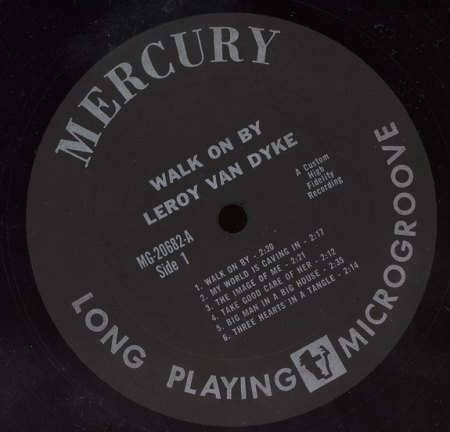 MERCURY
WALK ON BY
LEROY VAN DYKE
A Custom
High
Fidelity
Recording
MG-20682-A
Side 1
1. WALK ON BY - 2:20
2. MY WORLD IS CAVING IN - 2:17
3. THE IMAGE OF ME - 2:21
4. TAKE GOOD CARE OF HER - 2:12
5. BIG MAN IN A BIG HOUSE - 2:35
6. THREE HEARTS IN A TANGLE - 2:14
LONG PLAYING MICROGROOVE